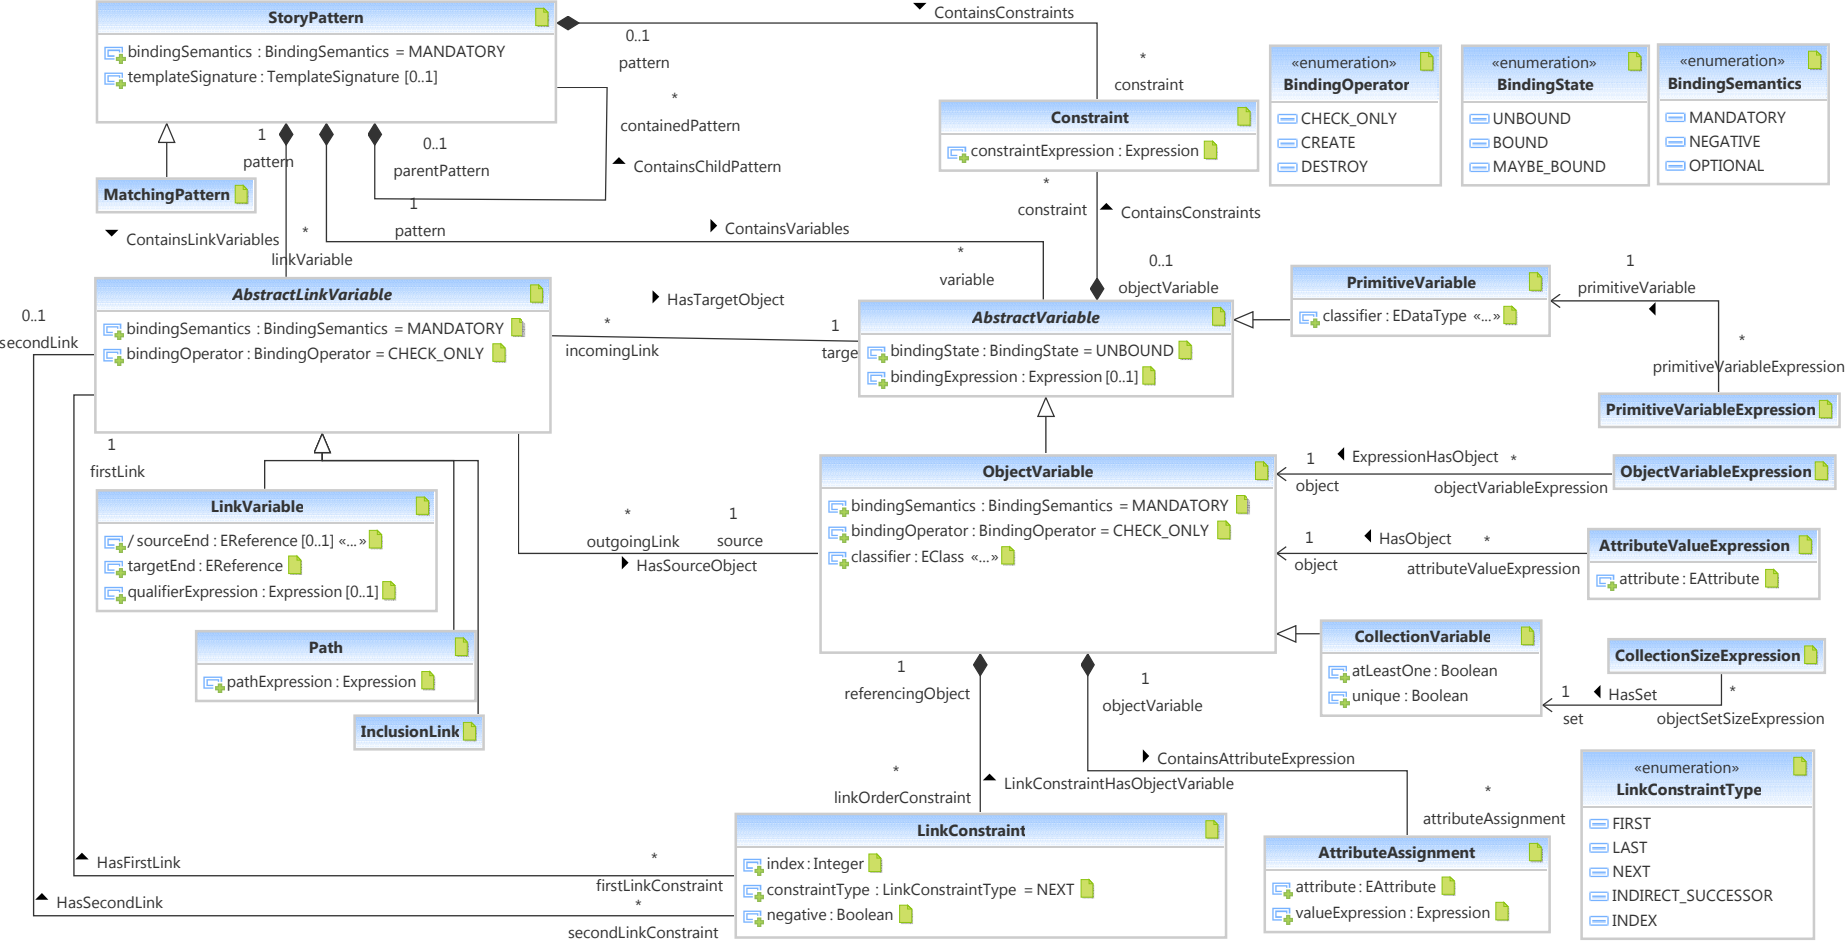 StoryPattern
bindingSemantics : BindingSemantics = MANDATORY
templateSignature : TemplateSignature [0..1]
ContainsConstraints
0..1
pattern
*
constraint
*
containedPattern
0..1
parentPattern
ContainsChildPattern
1
pattern
1
pattern
MatchingPattern
ContainsLinkVariables
*
linkVariable
ContainsVariables
*
variable
Constraint
constraintExpression : Expression
*
constraint
ContainsConstraints
0..1
objectVariable
«enumeration»
BindingOperator
CHECK_ONLY
CREATE
DESTROY
«enumeration»
BindingState
UNBOUND
BOUND
MAYBE_BOUND
«enumeration»
BindingSemantics
MANDATORY
NEGATIVE
OPTIONAL
AbstractLinkVariable
bindingSemantics : BindingSemantics = MANDATORY
bindingOperator : BindingOperator = CHECK_ONLY
0..1
secondLink
1
firstLink
HasTargetObject
*
incomingLink
1
targe
AbstractVariable
bindingState : BindingState = UNBOUND
bindingExpression : Expression [0..1]
PrimitiveVariable
classifier : EDataType «...»
1
primitiveVariable
*
primitiveVariableExpression
PrimitiveVariableExpression
LinkVariable
/ sourceEnd : EReference [0..1] «...»
targetEnd : EReference
qualifierExpression : Expression [0..1]
Path
pathExpression : Expression
InclusionLink
*
outgoingLink
1
source
HasSourceObject
ObjectVariable
bindingSemantics : BindingSemantics = MANDATORY
bindingOperator : BindingOperator = CHECK_ONLY
classifier : EClass «...»
1
object
ExpressionHasObject
*
objectVariableExpression
ObjectVariableExpression
1
object
HasObject
*
attributeValueExpression
AttributeValueExpression
attribute : EAttribute
CollectionVariable
atLeastOne : Boolean
unique : Boolean
1
set
HasSet
*
objectSetSizeExpression
CollectionSizeExpression
1
referencingObject
1
objectVariable
*
linkOrderConstraint
LinkConstraintHasObjectVariable
ContainsAttributeExpression
*
attributeAssignment
LinkConstraint
index : Integer
constraintType : LinkConstraintType = NEXT
negative : Boolean
HasFirstLink
*
firstLinkConstraint
HasSecondLink
*
secondLinkConstraint
AttributeAssignment
attribute : EAttribute
valueExpression : Expression
«enumeration»
LinkConstraintType
FIRST
LAST
NEXT
INDIRECT_SUCCESSOR
INDEX